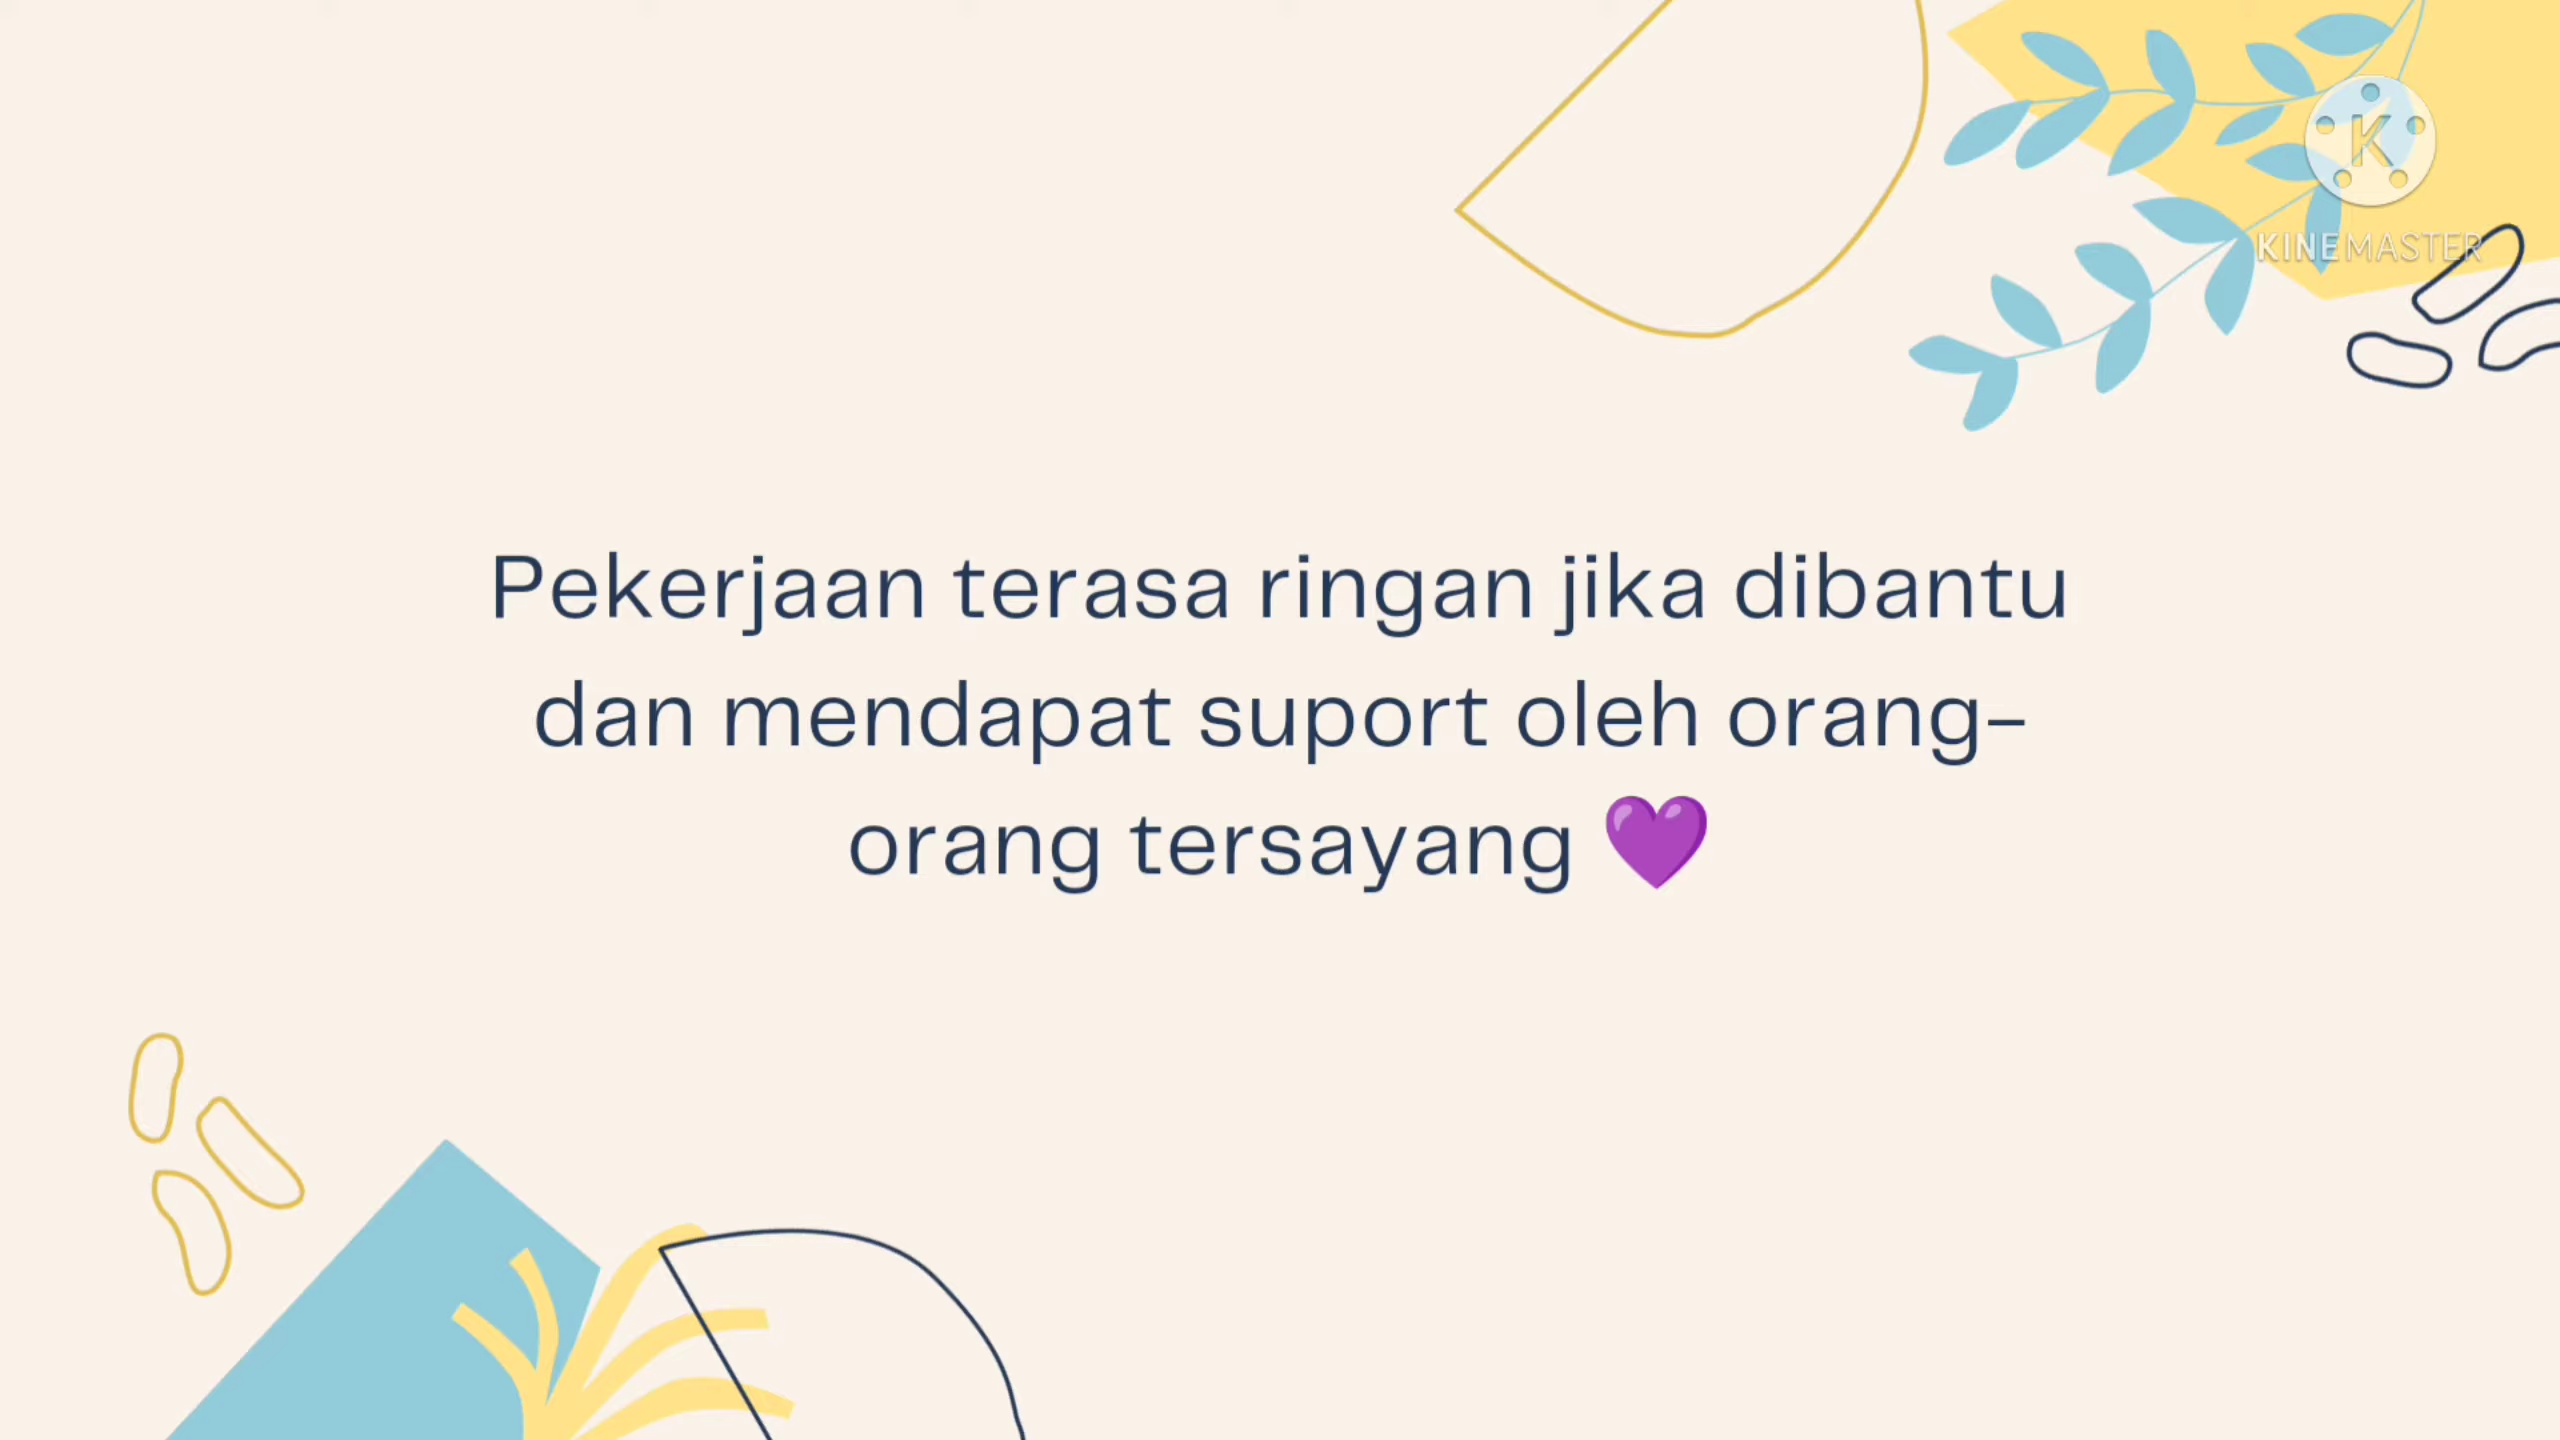 K
KINEMASTER
Pekerjaan terasa ringan jika dibantu
dan mendapat suport oleh orang-
orang tersayang 💜